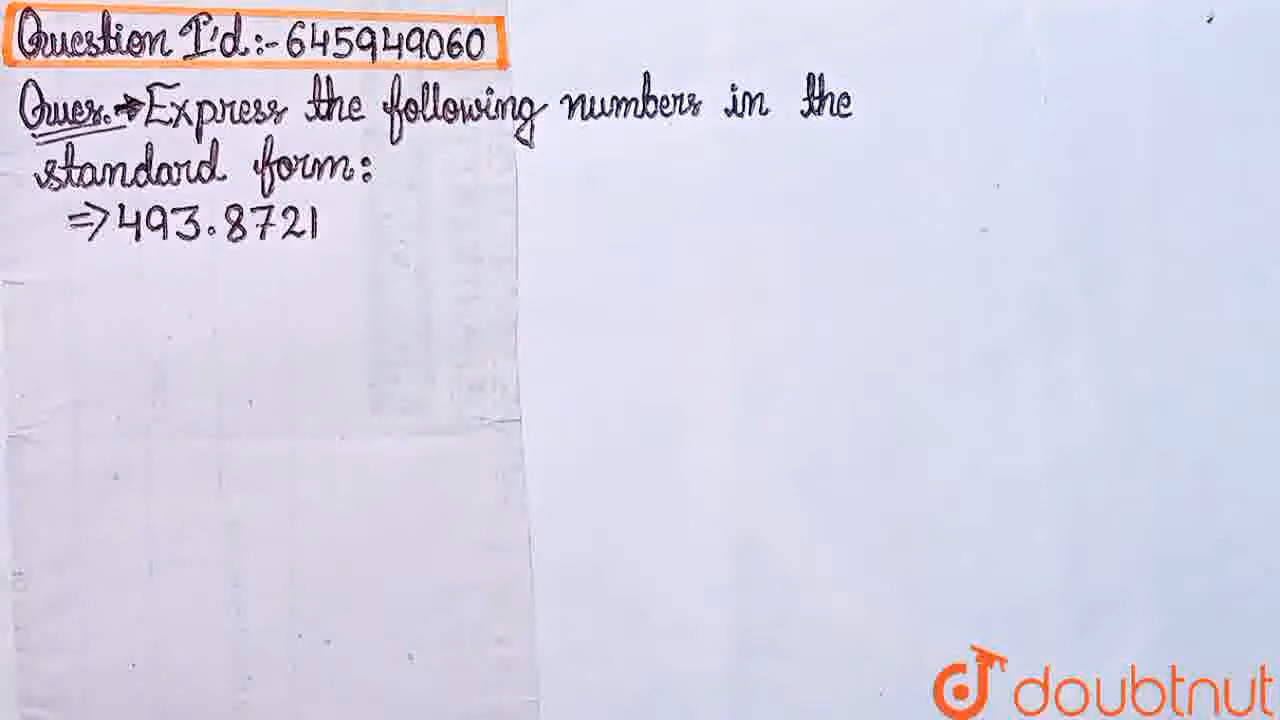 Question I'd:-645949060
Ques.→Express the following numbers in the
standard form:
⇒493.8721
doubtnut